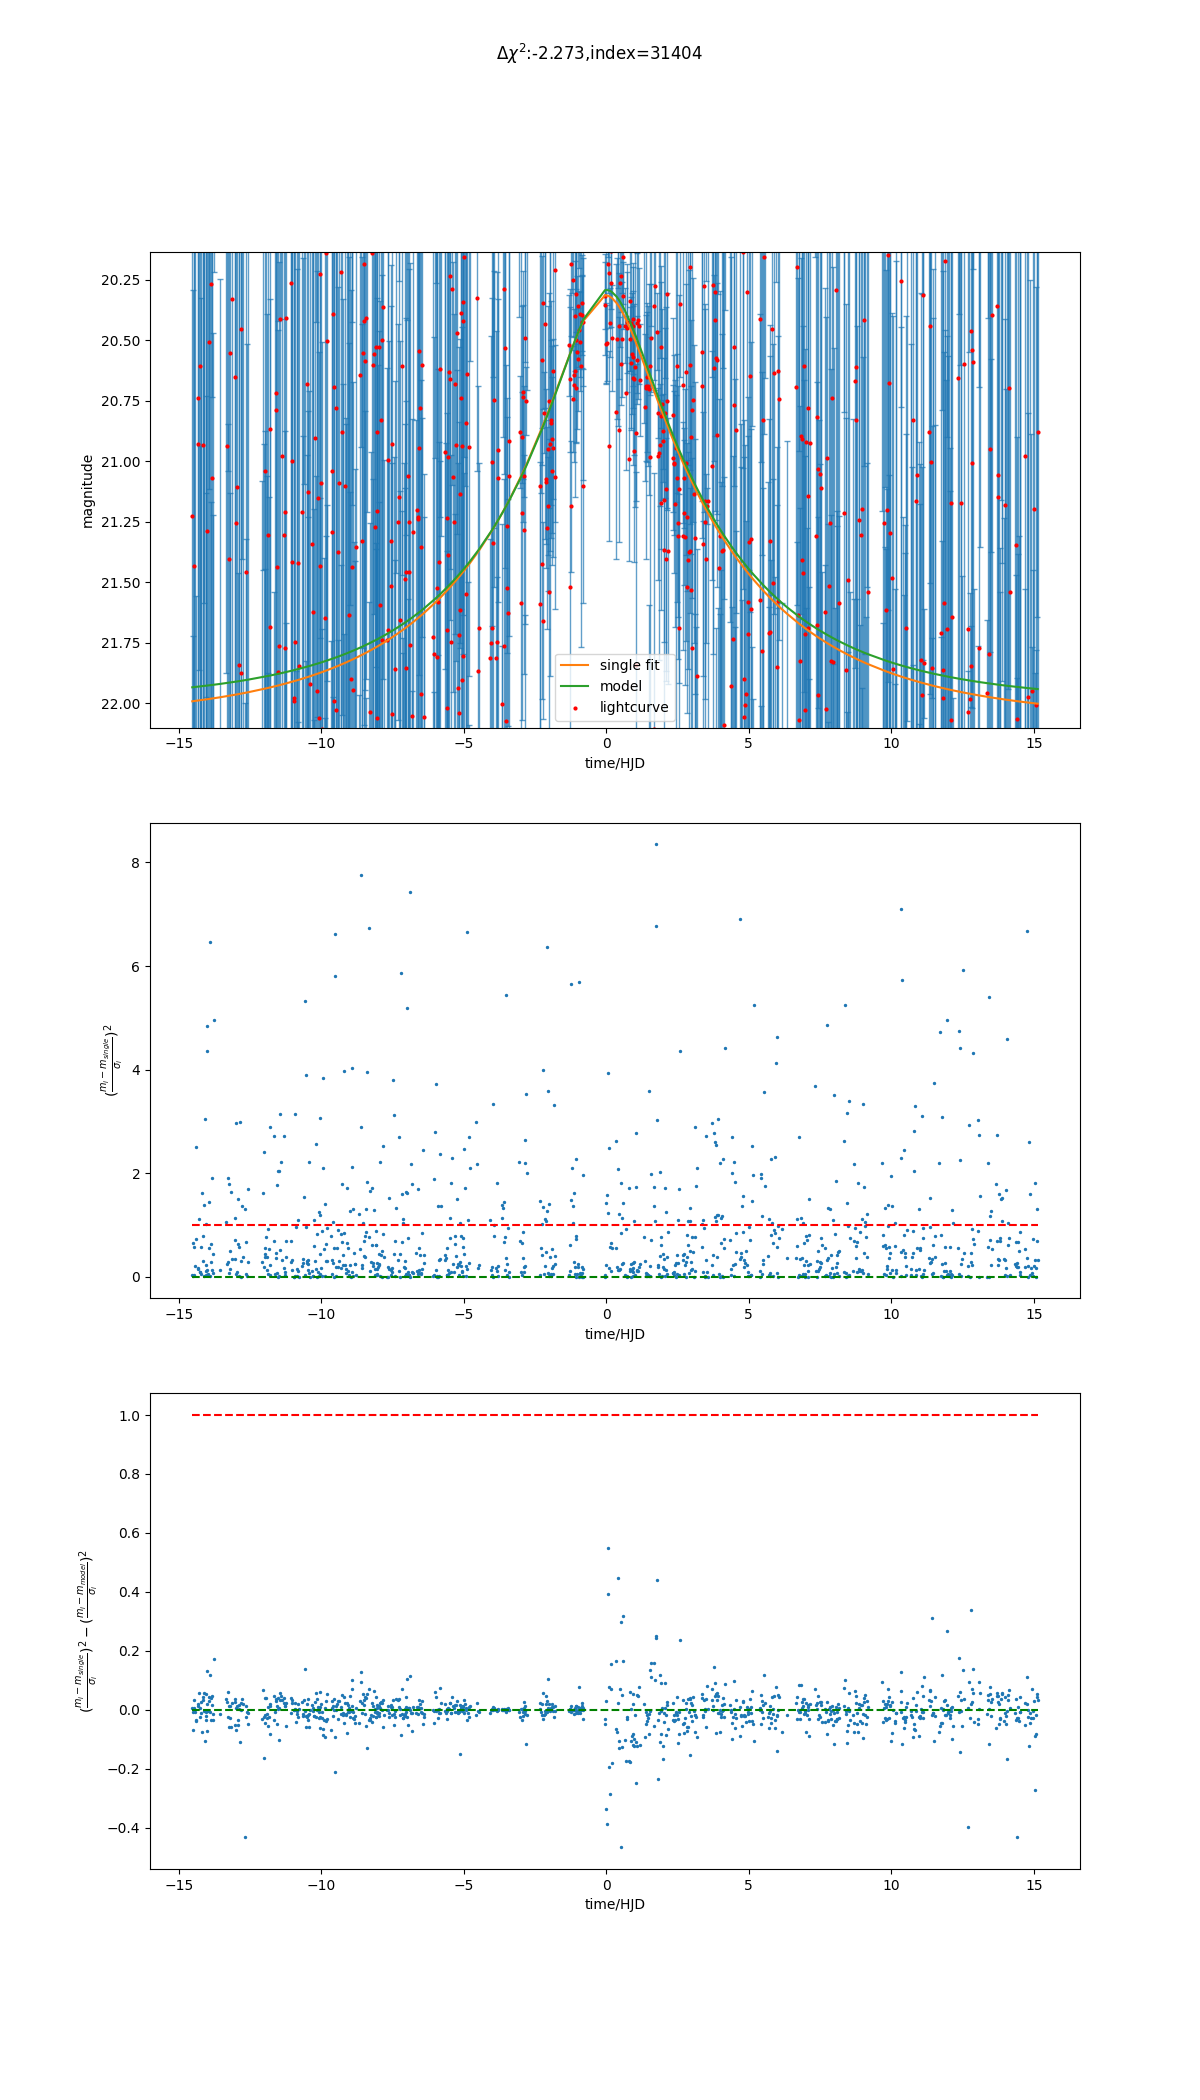 Δχ²:-2.273,index=31404
20.25
20.50
20.75
21.00
21.25
21.50
21.75
22.00
magnitude
single fit
model
lightcurve
−15 −10 −5 0 5 10 15
time/HJD
8
6
4
2
0
((m_i − m_single)/σ_i)²
−15 −10 −5 0 5 10 15
time/HJD
1.0
0.8
0.6
0.4
0.2
0.0
−0.2
−0.4
((m_i − m_single)/σ_i)² − ((m_i − m_model)/σ_i)²
−15 −10 −5 0 5 10 15
time/HJD